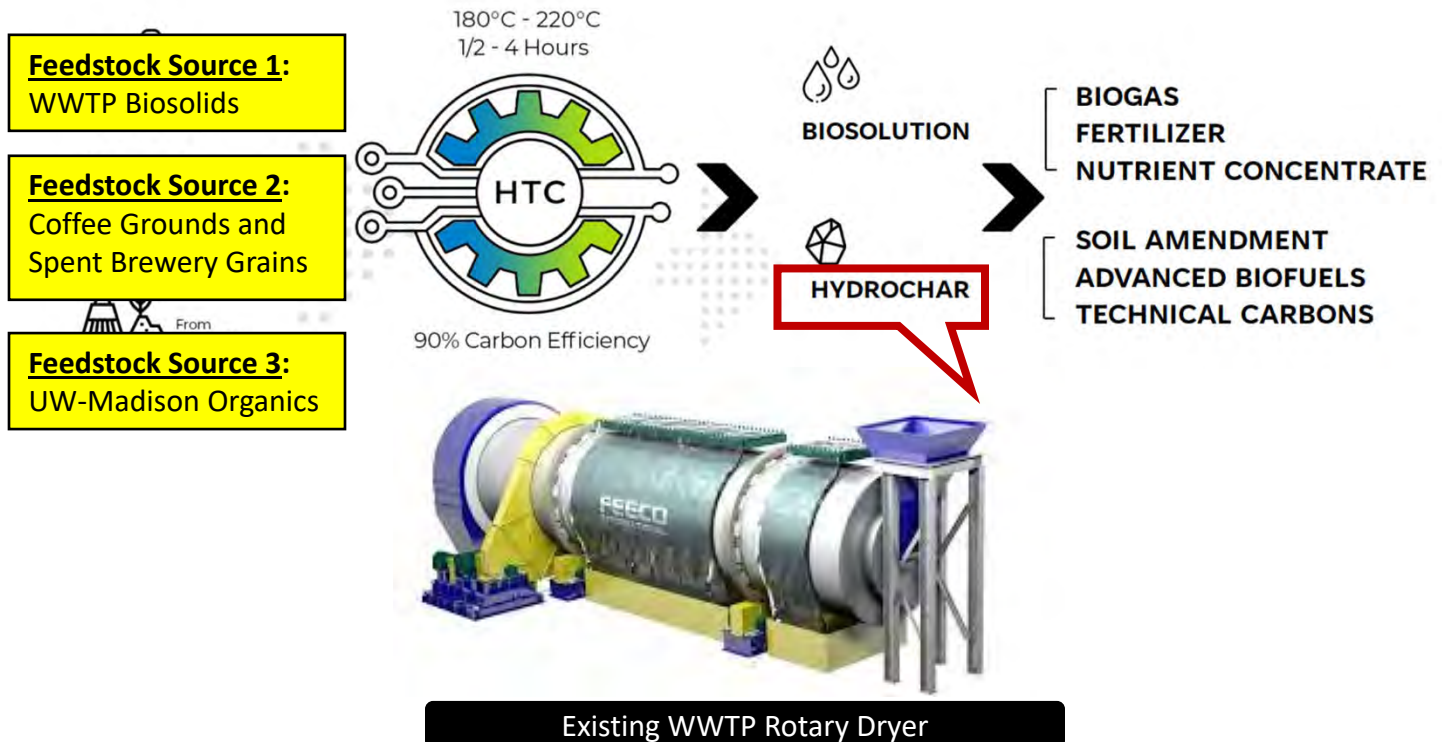 180°C - 220°C
1/2 - 4 Hours
Feedstock Source 1:
WWTP Biosolids
Feedstock Source 2:
Coffee Grounds and
Spent Brewery Grains
From
Feedstock Source 3:
UW-Madison Organics
HTC
90% Carbon Efficiency
BIOSOLUTION
HYDROCHAR
BIOGAS
FERTILIZER
NUTRIENT CONCENTRATE
SOIL AMENDMENT
ADVANCED BIOFUELS
TECHNICAL CARBONS
FEECO
Existing WWTP Rotary Dryer